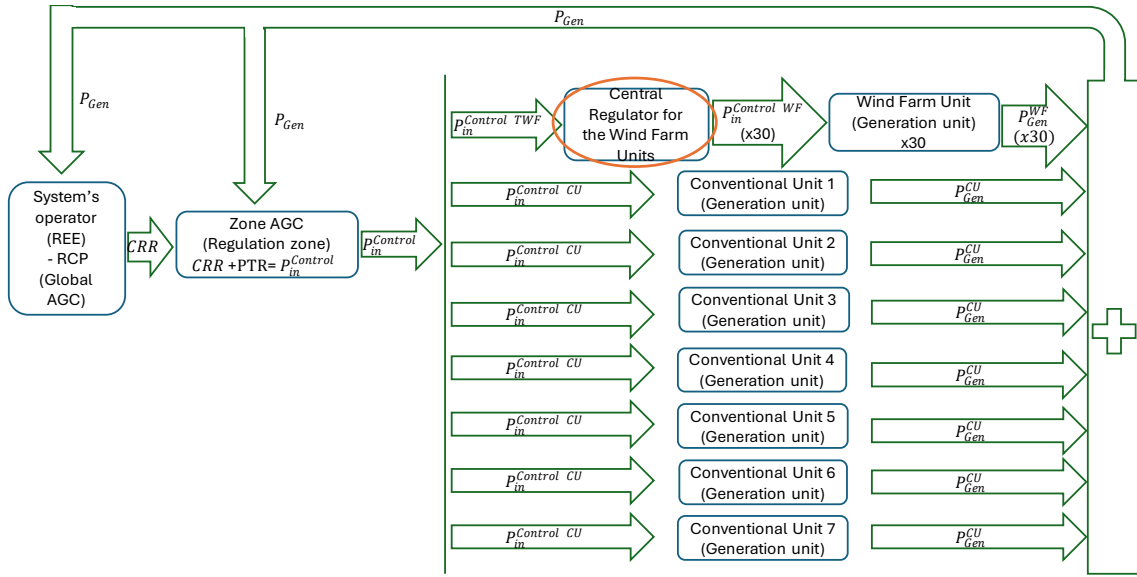 P_Gen
P_Gen
P_Gen
System's
operator
(REE)
- RCP
(Global
AGC)
CRR
Zone AGC
(Regulation zone)
CRR +PTR= P_in^Control
P_in^Control
P_in^Control TWF
Central
Regulator for
the Wind Farm
Units
P_in^Control WF
(x30)
Wind Farm Unit
(Generation unit)
x30
P_Gen^WF
(x30)
P_in^Control CU
Conventional Unit 1
(Generation unit)
P_Gen^CU
P_in^Control CU
Conventional Unit 2
(Generation unit)
P_Gen^CU
P_in^Control CU
Conventional Unit 3
(Generation unit)
P_Gen^CU
P_in^Control CU
Conventional Unit 4
(Generation unit)
P_Gen^CU
P_in^Control CU
Conventional Unit 5
(Generation unit)
P_Gen^CU
P_in^Control CU
Conventional Unit 6
(Generation unit)
P_Gen^CU
P_in^Control CU
Conventional Unit 7
(Generation unit)
P_Gen^CU